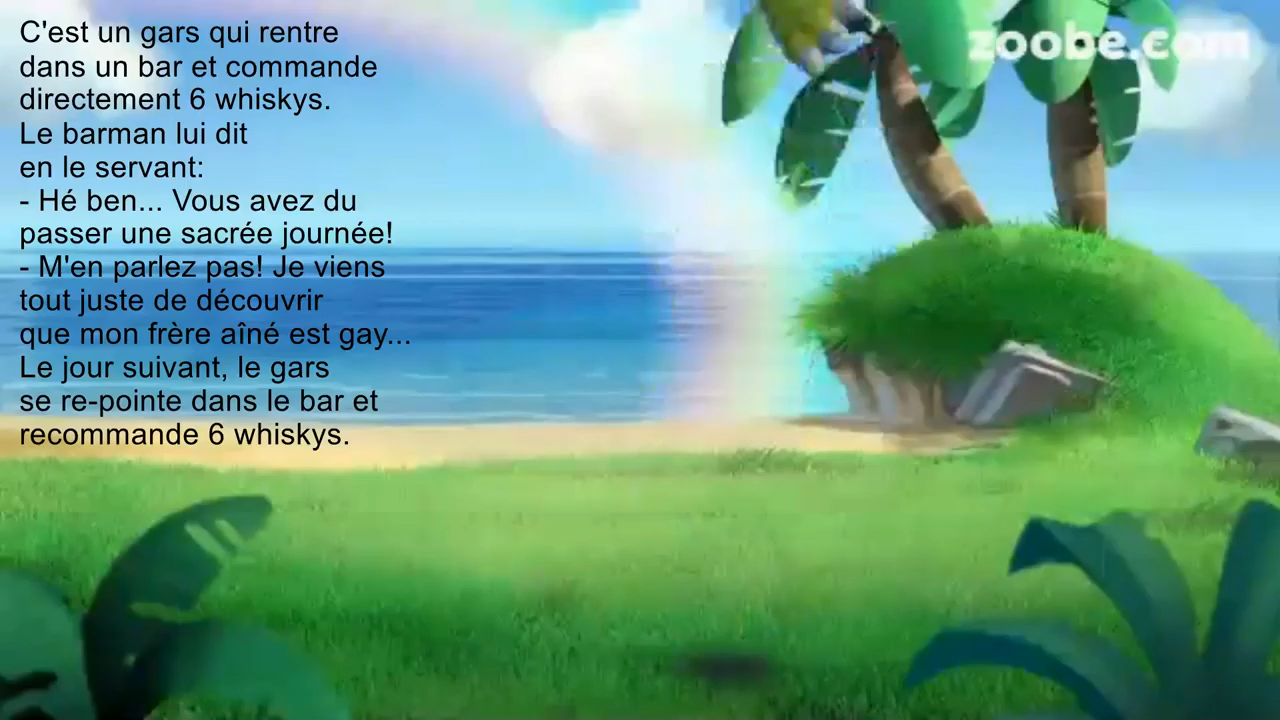 C'est un gars qui rentre
dans un bar et commande
directement 6 whiskys.
Le barman lui dit
en le servant:
- Hé ben... Vous avez du
passer une sacrée journée!
- M'en parlez pas! Je viens
tout juste de découvrir
que mon frère aîné est gay...
Le jour suivant, le gars
se re-pointe dans le bar et
recommande 6 whiskys.
zoobe.com